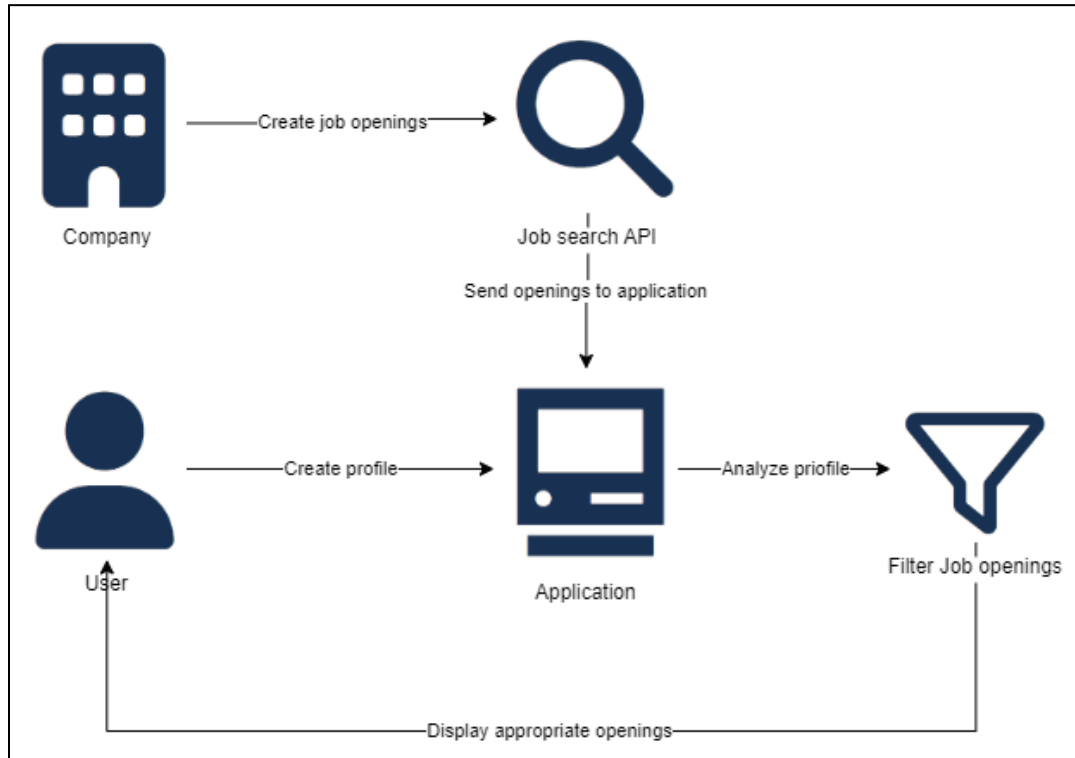 Create job openings
Company
Job search API
Send openings to application
Create profile
Analyze priofile
User
Application
Filter Job openings
Display appropriate openings